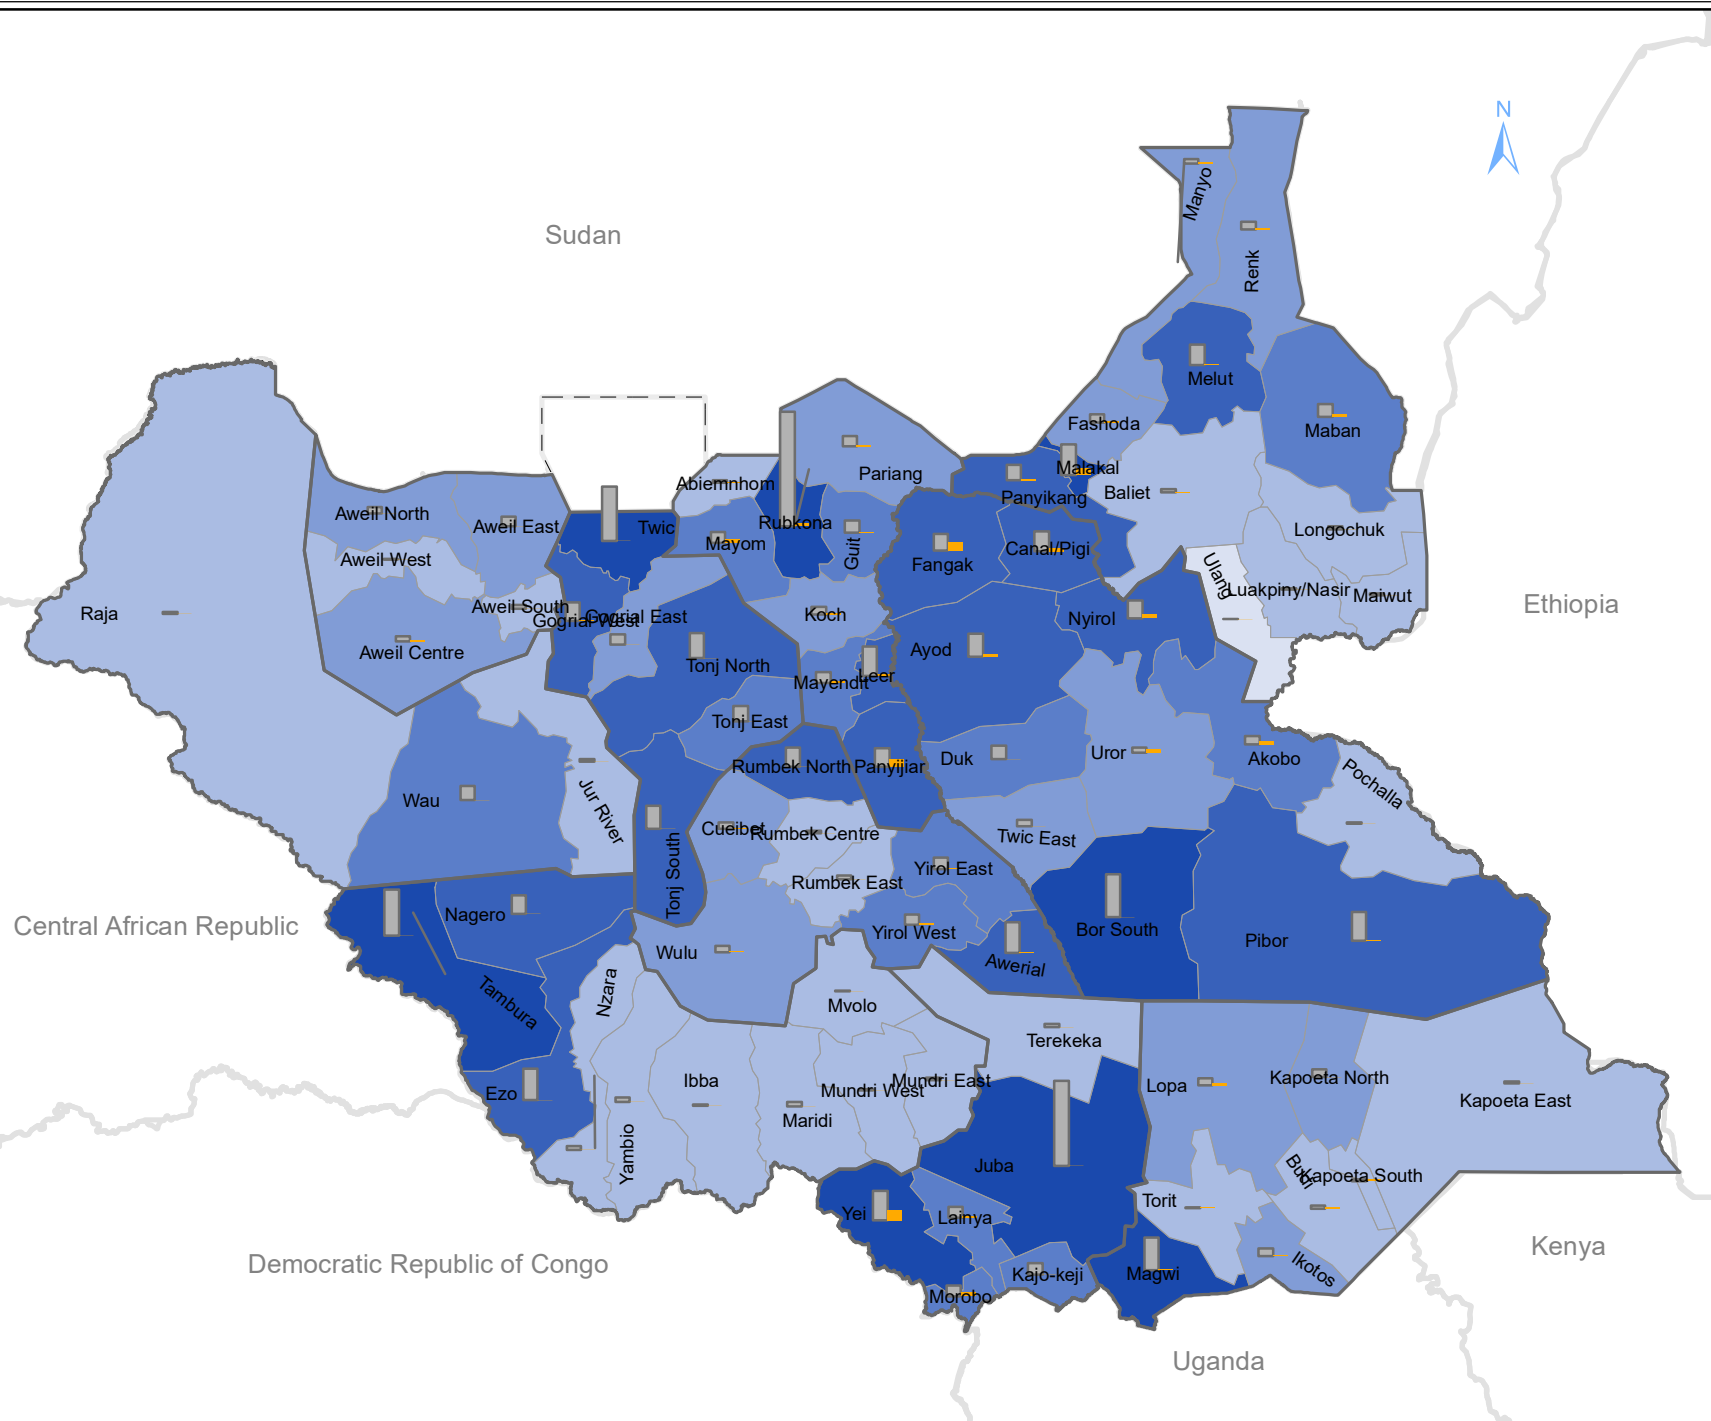 N
Manyo
Sudan
Renk
Melut
Fashoda
Maban
Malakal
Pariang
Abiemnhom
Panyikang
Baliet
Aweil North
Aweil East
Twic
Rubkona
Longochuk
Mayom
Guit
Canal/Pigi
Aweil West
Fangak
Ulang
Luakpiny/Nasir
Maiwut
Ethiopia
Raja
Aweil South
Gogrial West
Gogrial East
Koch
Nyirol
Aweil Centre
Ayod
Tonj North
Mayendit
Leer
Tonj East
Uror
Duk
Akobo
Rumbek North
Panyijiar
Pochalla
Wau
Jur River
Cueibet
Rumbek Centre
Twic East
Tonj South
Yirol East
Rumbek East
Nagero
Central African Republic
Yirol West
Bor South
Pibor
Wulu
Awerial
Nzara
Tambura
Mvolo
Terekeka
Ibba
Mundri East
Mundri West
Lopa
Kapoeta North
Ezo
Kapoeta East
Maridi
Yambio
Juba
Budi
Kapoeta South
Torit
Yei
Lainya
Kenya
Democratic Republic of Congo
Kajo-keji
Magwi
Ikotos
Morobo
Uganda